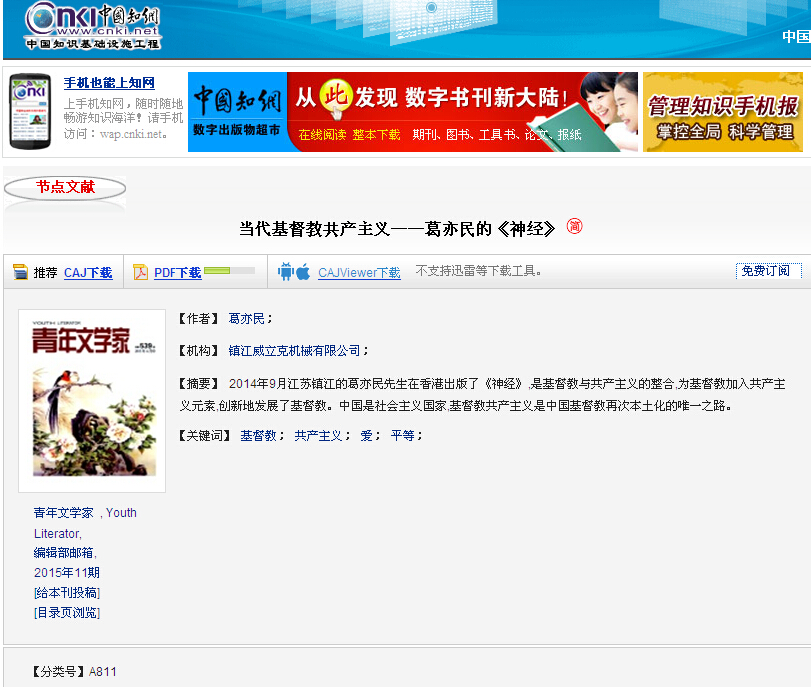 cnki中国知网
www.cnki.net
中国知识基础设施工程
中国
手机也能上知网
上手机知网，随时随地
畅游知识海洋！请手机
访问：wap.cnki.net。
中国知网
数字出版物超市
从此发现 数字书刊新大陆！
在线阅读 整本下载 期刊、图书、工具书、论文、报纸
管理知识手机报
掌控全局 科学管理
节点文献
当代基督教共产主义——葛亦民的《神经》 简
推荐 CAJ下载 PDF下载 CAJViewer下载 不支持迅雷等下载工具。 免费订阅
YOUTH LITERATOR
青年文学家
【作者】 葛亦民；
【机构】 镇江威立克机械有限公司；
【摘要】 2014年9月江苏镇江的葛亦民先生在香港出版了《神经》,是基督教与共产主义的整合,为基督教加入共产主
义元素,创新地发展了基督教。中国是社会主义国家,基督教共产主义是中国基督教再次本土化的唯一之路。
【关键词】 基督教； 共产主义； 爱； 平等；
青年文学家 , Youth
Literator,
编辑部邮箱,
2015年11期
[给本刊投稿]
[目录页浏览]
【分类号】A811